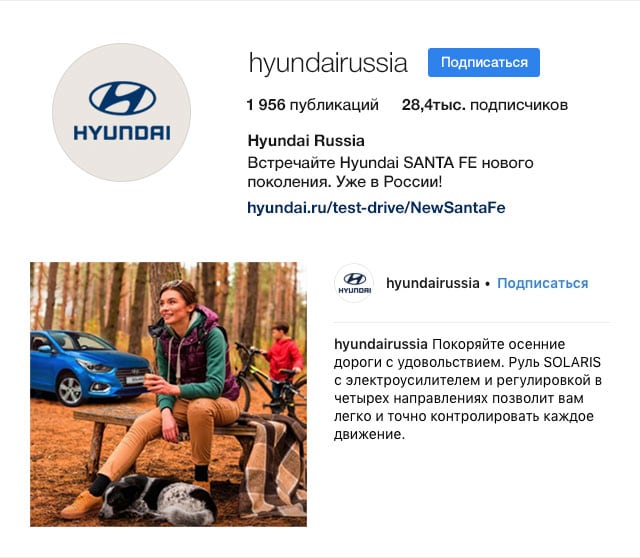 hyundairussia Подписаться
1 956 публикаций 28,4тыс. подписчиков
HYUNDAI
Hyundai Russia
Встречайте Hyundai SANTA FE нового
поколения. Уже в России!
hyundai.ru/test-drive/NewSantaFe
HYUNDAI
hyundairussia • Подписаться
hyundairussia Покоряйте осенние
дороги с удовольствием. Руль SOLARIS
с электроусилителем и регулировкой в
четырех направлениях позволит вам
легко и точно контролировать каждое
движение.